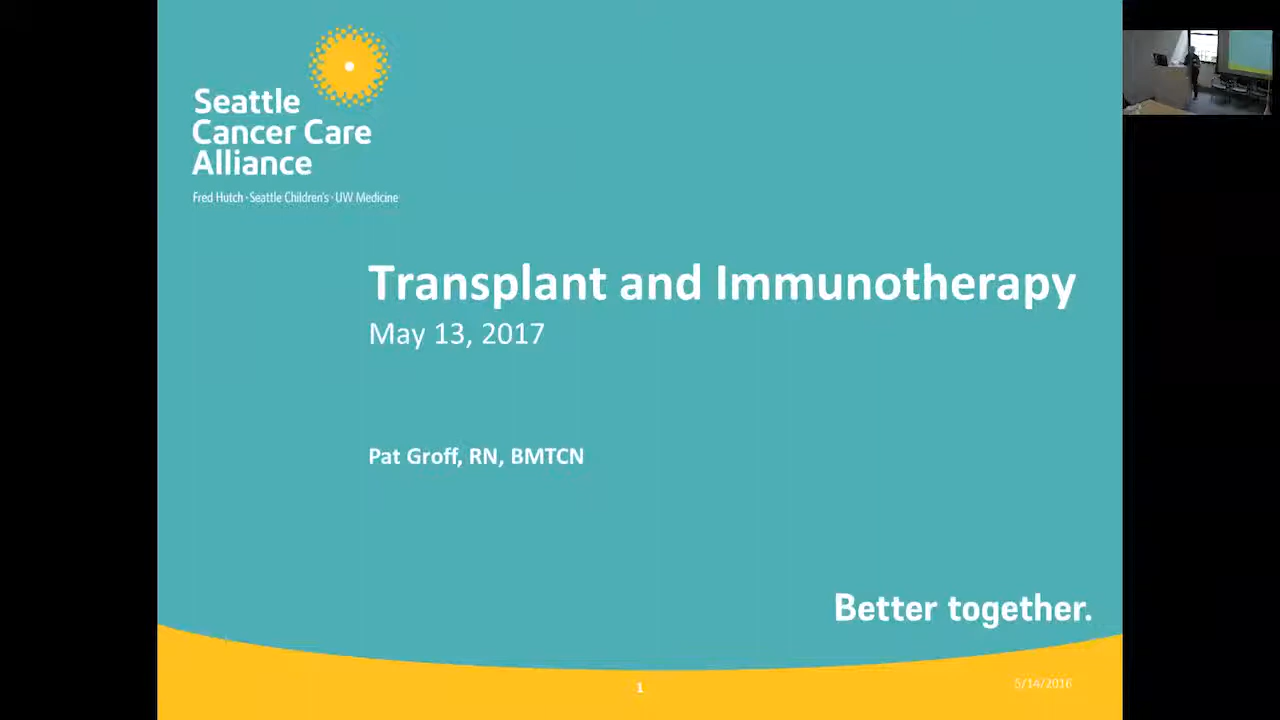 Seattle
Cancer Care
Alliance
Fred Hutch · Seattle Children's · UW Medicine
Transplant and Immunotherapy
May 13, 2017
Pat Groff, RN, BMTCN
Better together.
1
5/14/2016